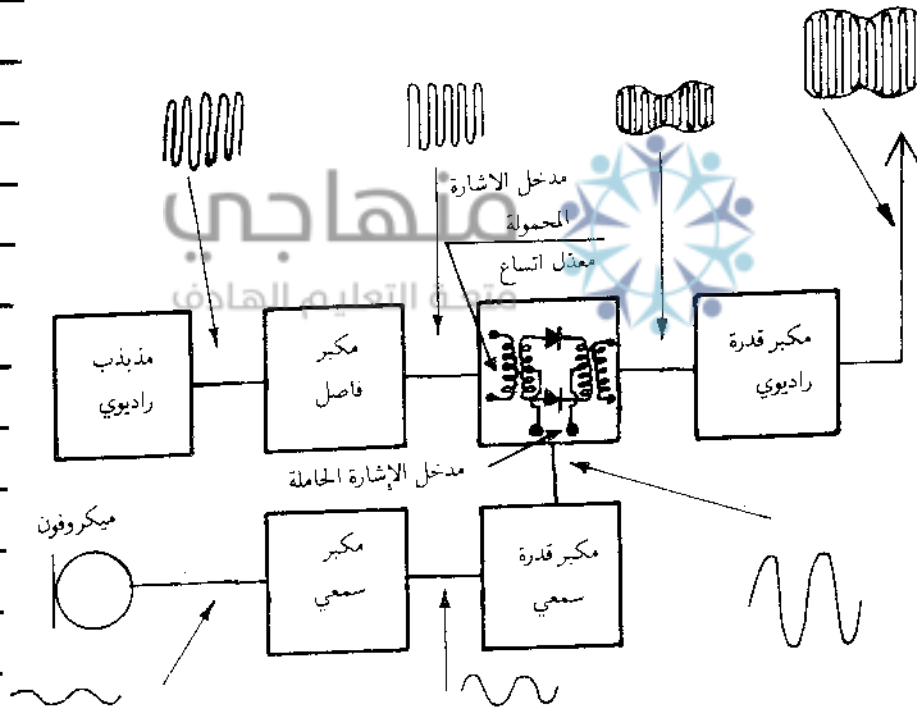 مدخل الاشارة
المحمولة
معدل اتساع
منهاجي
متعة التعليم الهادف
مذبذب
راديوي
مكبر
فاصل
مكبر قدرة
راديوي
مدخل الإشارة الحاملة
ميكروفون
مكبر
سمعي
مكبر قدرة
سمعي